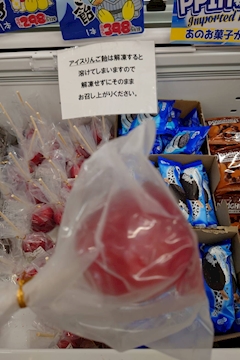 298
398
Imported
あのお菓子が
アイスりんご飴は解凍すると
溶けてしまいますので
解凍せずにそのまま
お召し上がりください。